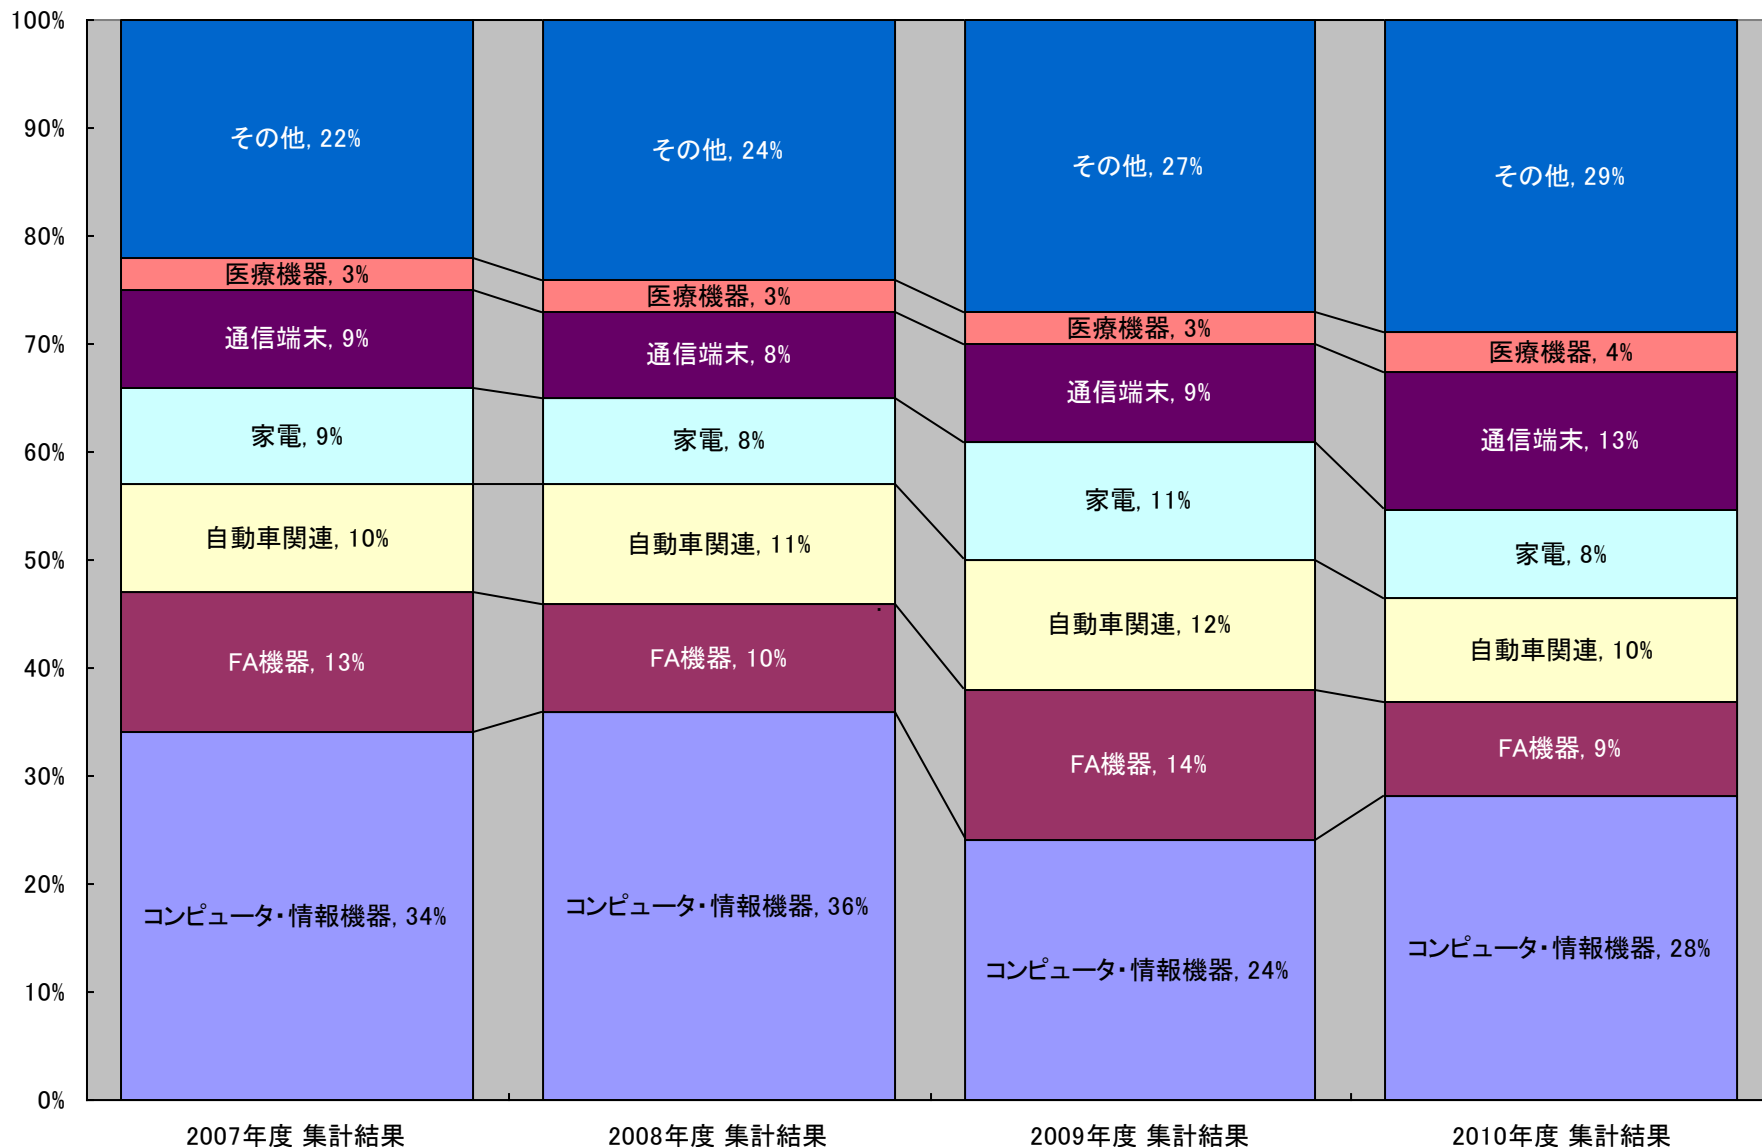 100%
90%
80%
70%
60%
50%
40%
30%
20%
10%
0%
その他, 22%
医療機器, 3%
通信端末, 9%
家電, 9%
自動車関連, 10%
FA機器, 13%
コンピュータ・情報機器, 34%
2007年度 集計結果
その他, 24%
医療機器, 3%
通信端末, 8%
家電, 8%
自動車関連, 11%
FA機器, 10%
コンピュータ・情報機器, 36%
2008年度 集計結果
その他, 27%
医療機器, 3%
通信端末, 9%
家電, 11%
自動車関連, 12%
FA機器, 14%
コンピュータ・情報機器, 24%
2009年度 集計結果
その他, 29%
医療機器, 4%
通信端末, 13%
家電, 8%
自動車関連, 10%
FA機器, 9%
コンピュータ・情報機器, 28%
2010年度 集計結果